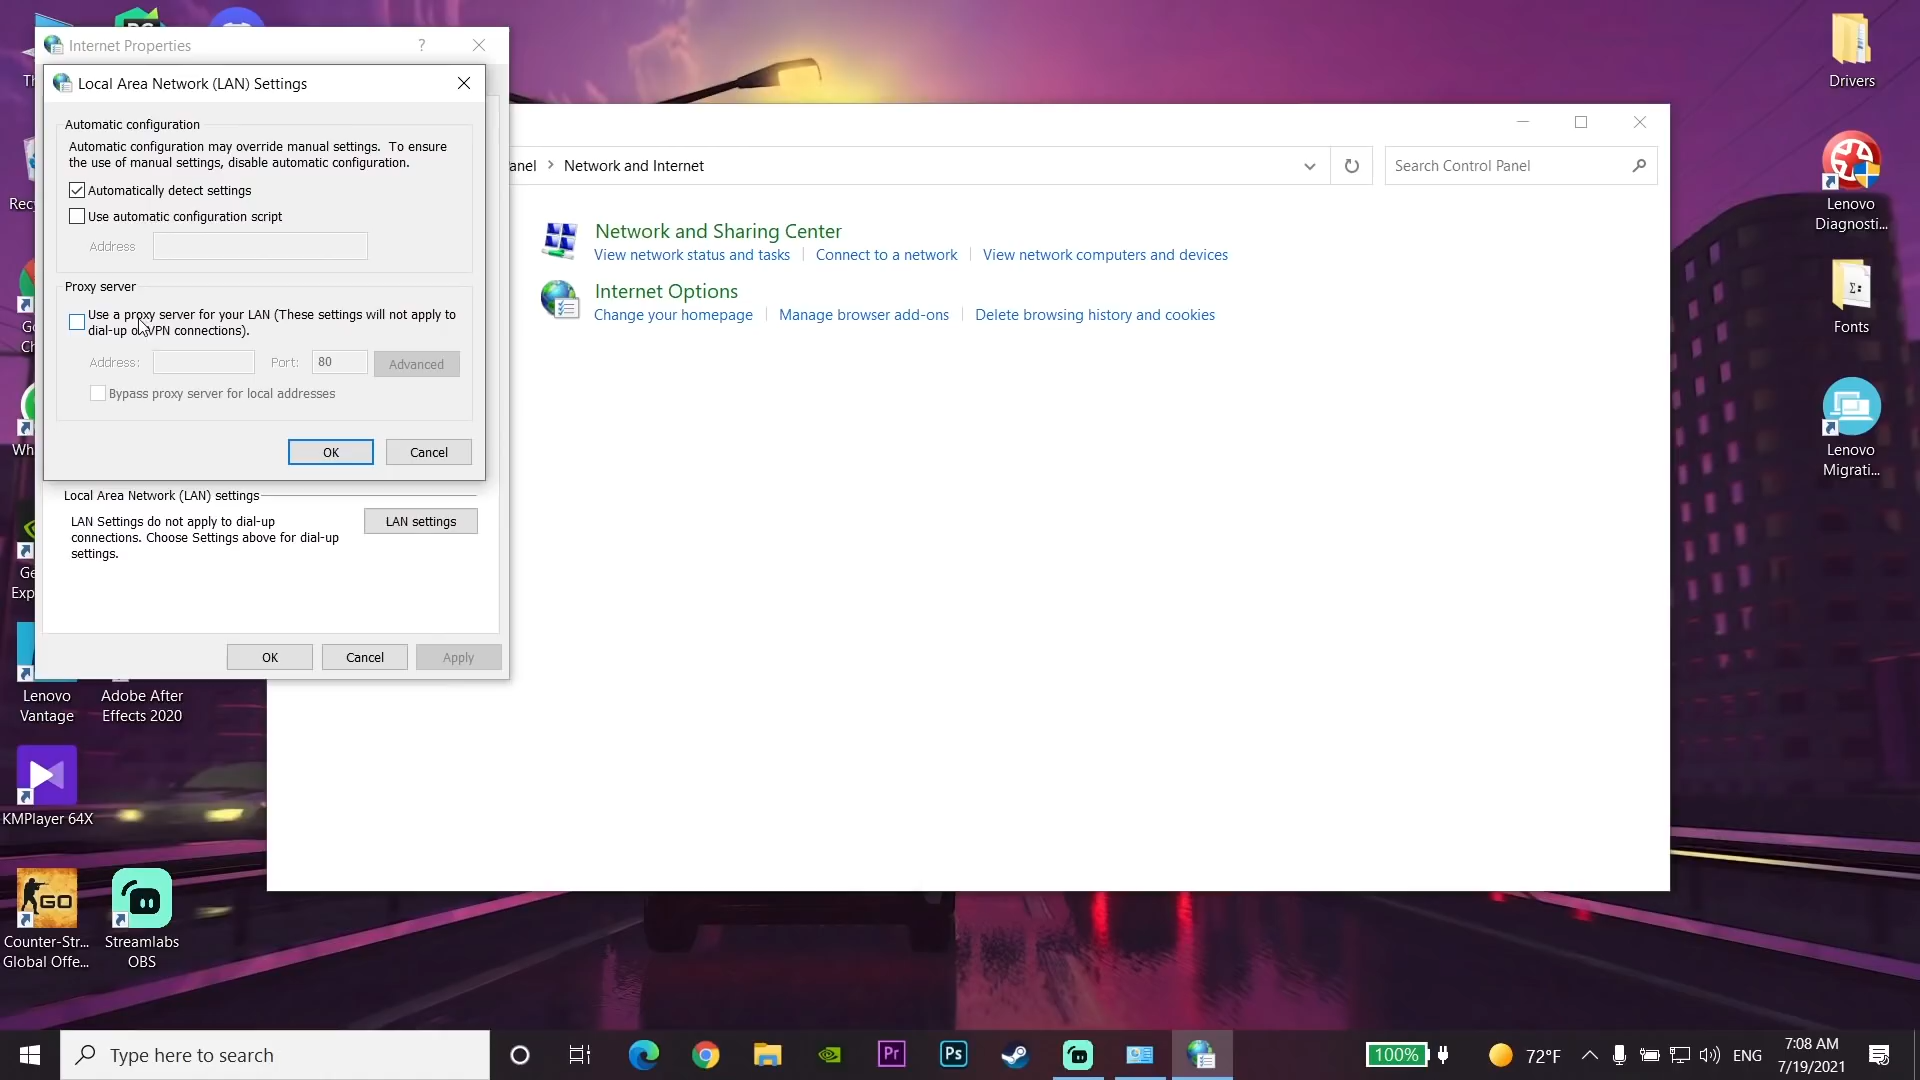 Internet Properties
?
Local Area Network (LAN) Settings
Automatic configuration
Automatic configuration may override manual settings.  To ensure
the use of manual settings, disable automatic configuration.
Automatically detect settings
Use automatic configuration script
Address
Proxy server
Use a proxy server for your LAN (These settings will not apply to
dial-up or VPN connections).
Address:
Port:
80
Advanced
Bypass proxy server for local addresses
OK
Cancel
Local Area Network (LAN) settings
LAN Settings do not apply to dial-up
connections. Choose Settings above for dial-up
settings.
LAN settings
OK
Cancel
Apply
Network and Internet
Search Control Panel
Network and Sharing Center
View network status and tasks
Connect to a network
View network computers and devices
Internet Options
Change your homepage
Manage browser add-ons
Delete browsing history and cookies
Drivers
Lenovo
Diagnosti...
Fonts
Lenovo
Migrati...
Lenovo
Vantage
Adobe After
Effects 2020
KMPlayer 64X
GO
Counter-Str...
Global Offe...
Streamlabs
OBS
Type here to search
Pr
Ps
100%
72°F
ENG
7:08 AM
7/19/2021